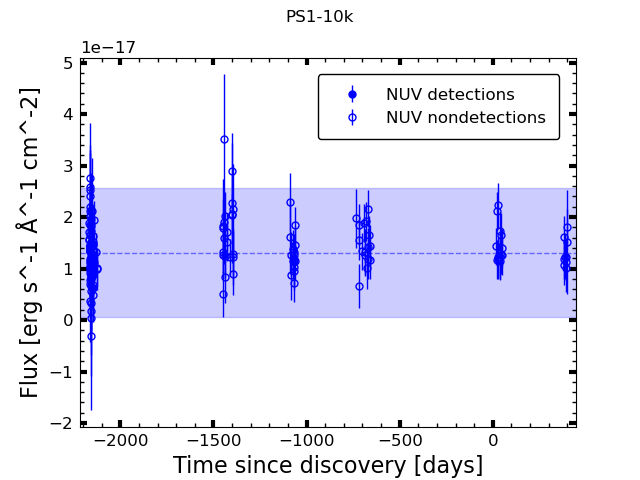 PS1-10k
1e−17
NUV detections
NUV nondetections
5
4
3
2
1
0
−1
−2
Flux [erg s^-1 Å^-1 cm^-2]
−2000 −1500 −1000 −500 0
Time since discovery [days]